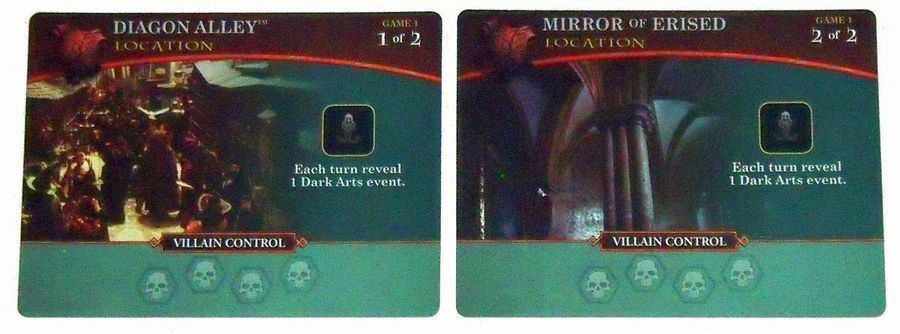 DIAGON ALLEY™
LOCATION
GAME 1
1 of 2
Each turn reveal
1 Dark Arts event.
VILLAIN CONTROL
MIRROR OF ERISED
LOCATION
GAME 1
2 of 2
Each turn reveal
1 Dark Arts event.
VILLAIN CONTROL